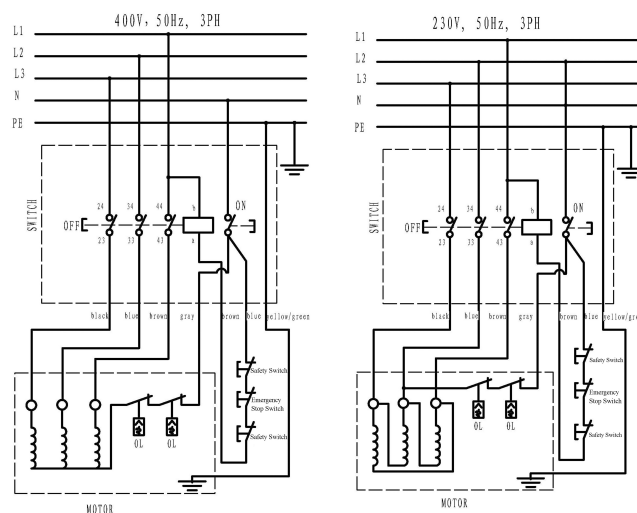 400V, 50Hz, 3PH
L1
L2
L3
N
PE
SWITCH
24
34
44
b
ON
OFF
23
33
43
a
black
blue
brown
gray
brown
blue
yellow/green
Safety Switch
Emergency
Stop Switch
Safety Switch
OL
OL
MOTOR
230V, 50Hz, 3PH
L1
L2
L3
N
PE
SWITCH
24
34
44
b
ON
OFF
23
33
43
a
black
blue
brown
gray
brown
blue
yellow/gre
Safety Switch
Emergency
Stop Switch
Safety Switch
OL
OL
MOTOR